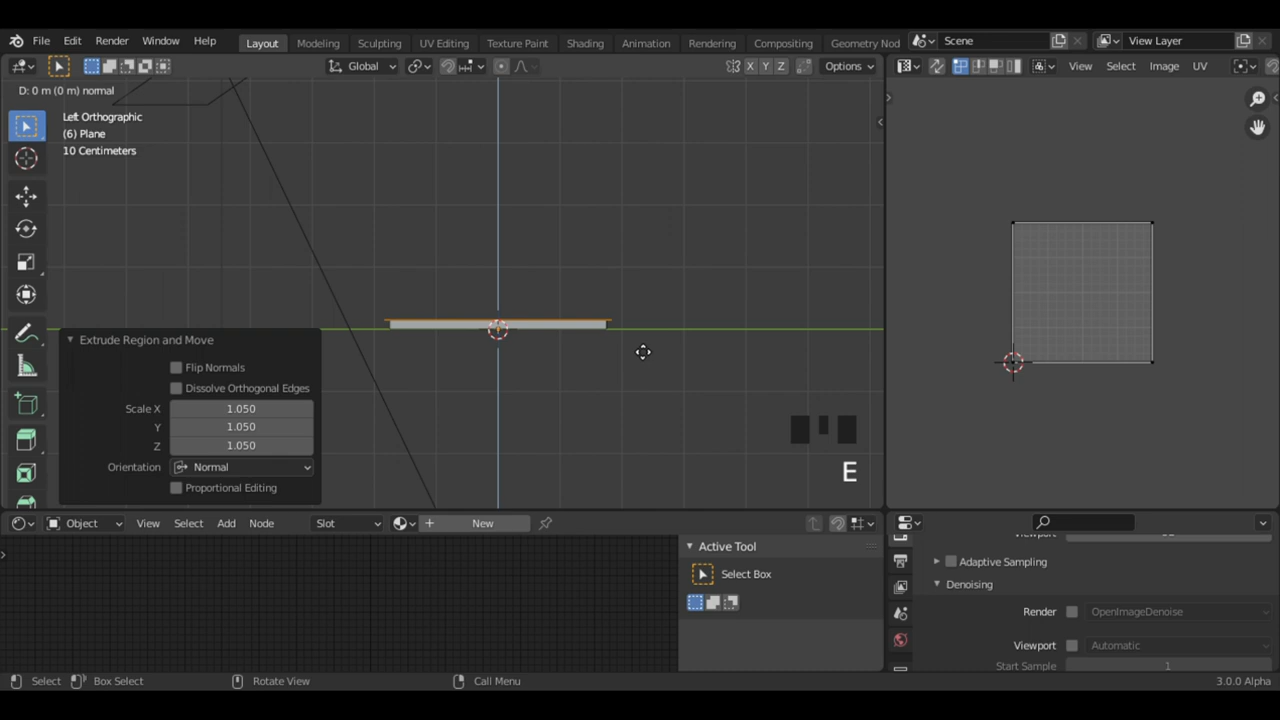 File Edit Render Window Help
Layout Modeling Sculpting UV Editing Texture Paint Shading Animation Rendering Compositing Geometry Nod
Scene View Layer
Global X Y Z Options
View Select Image UV
D: 0 m (0 m) normal
Left Orthographic
(6) Plane
10 Centimeters
Extrude Region and Move
Flip Normals
Dissolve Orthogonal Edges
Scale X 1.050
Y 1.050
Z 1.050
Orientation Normal
Proportional Editing
E
Object View Select Add Node Slot New
Active Tool
Select Box
Viewport
Adaptive Sampling
Denoising
Render OpenImageDenoise
Viewport Automatic
Start Sample 1
Select Box Select Rotate View Call Menu 3.0.0 Alpha